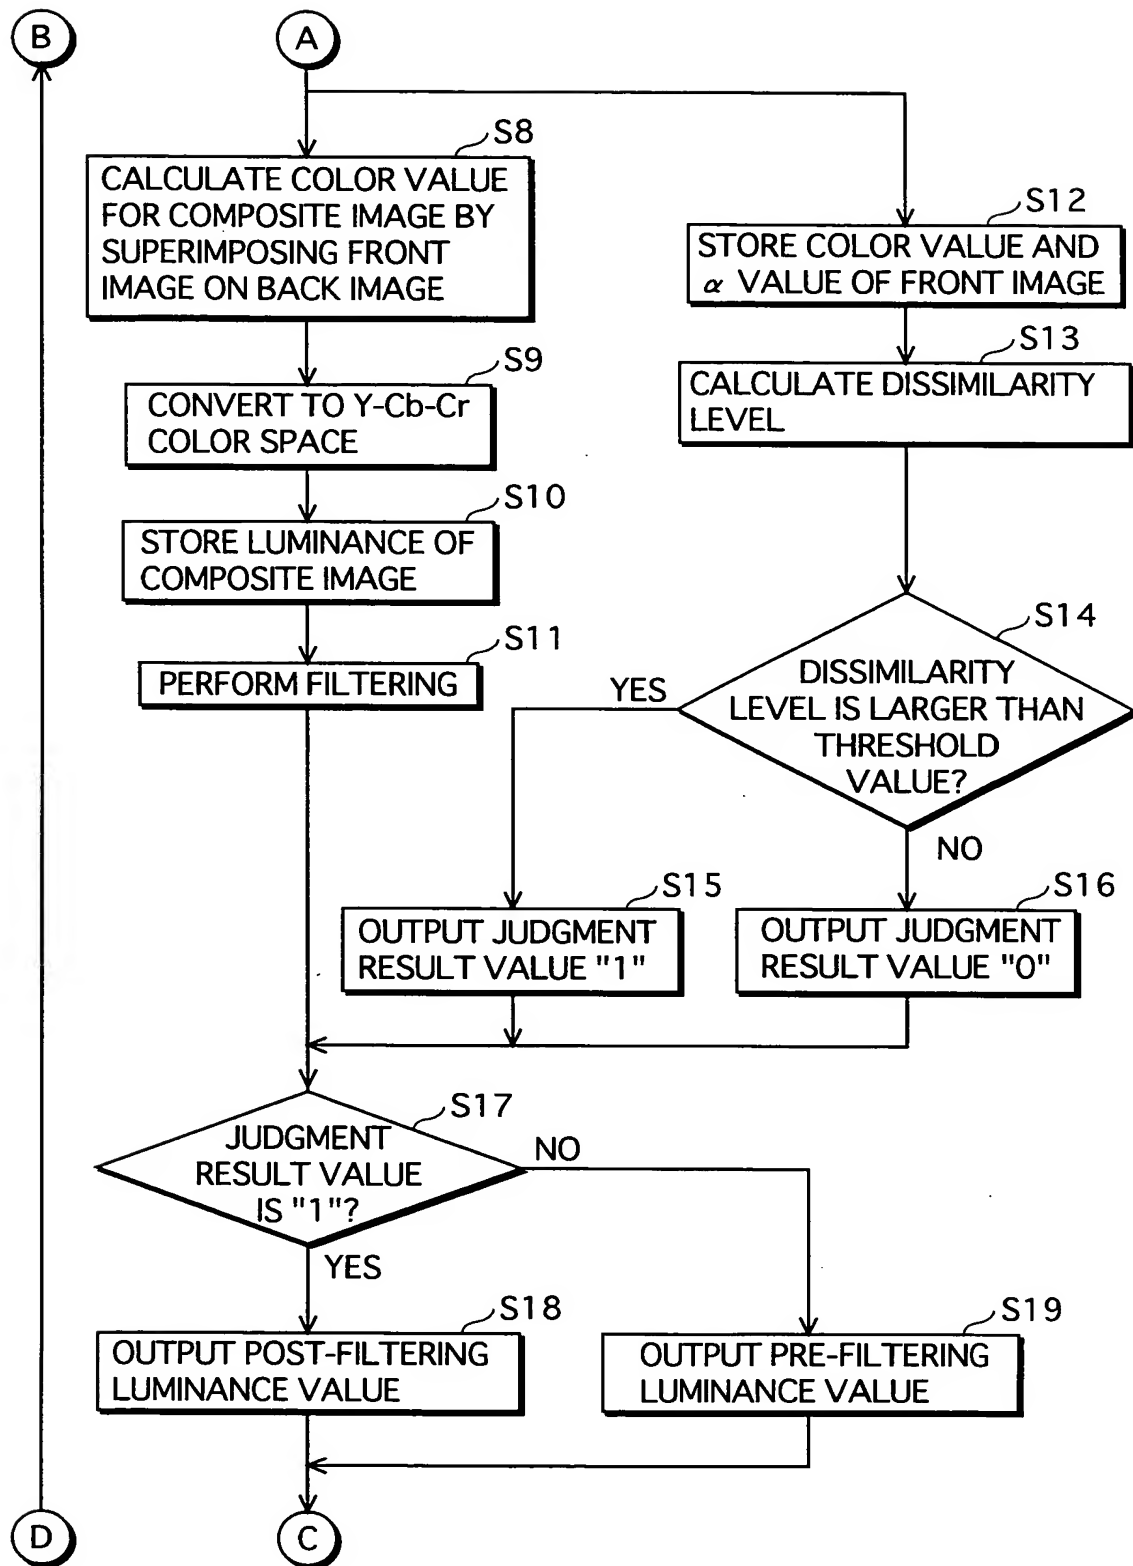 B
A
S8
CALCULATE COLOR VALUE
FOR COMPOSITE IMAGE BY
SUPERIMPOSING FRONT
IMAGE ON BACK IMAGE
S12
STORE COLOR VALUE AND
α VALUE OF FRONT IMAGE
S9
CONVERT TO Y-Cb-Cr
COLOR SPACE
S13
CALCULATE DISSIMILARITY
LEVEL
S10
STORE LUMINANCE OF
COMPOSITE IMAGE
S11
PERFORM FILTERING
S14
DISSIMILARITY
LEVEL IS LARGER THAN
THRESHOLD
VALUE?
YES
NO
S15
OUTPUT JUDGMENT
RESULT VALUE "1"
S16
OUTPUT JUDGMENT
RESULT VALUE "0"
S17
JUDGMENT
RESULT VALUE
IS "1"?
NO
YES
S18
OUTPUT POST-FILTERING
LUMINANCE VALUE
S19
OUTPUT PRE-FILTERING
LUMINANCE VALUE
D
C